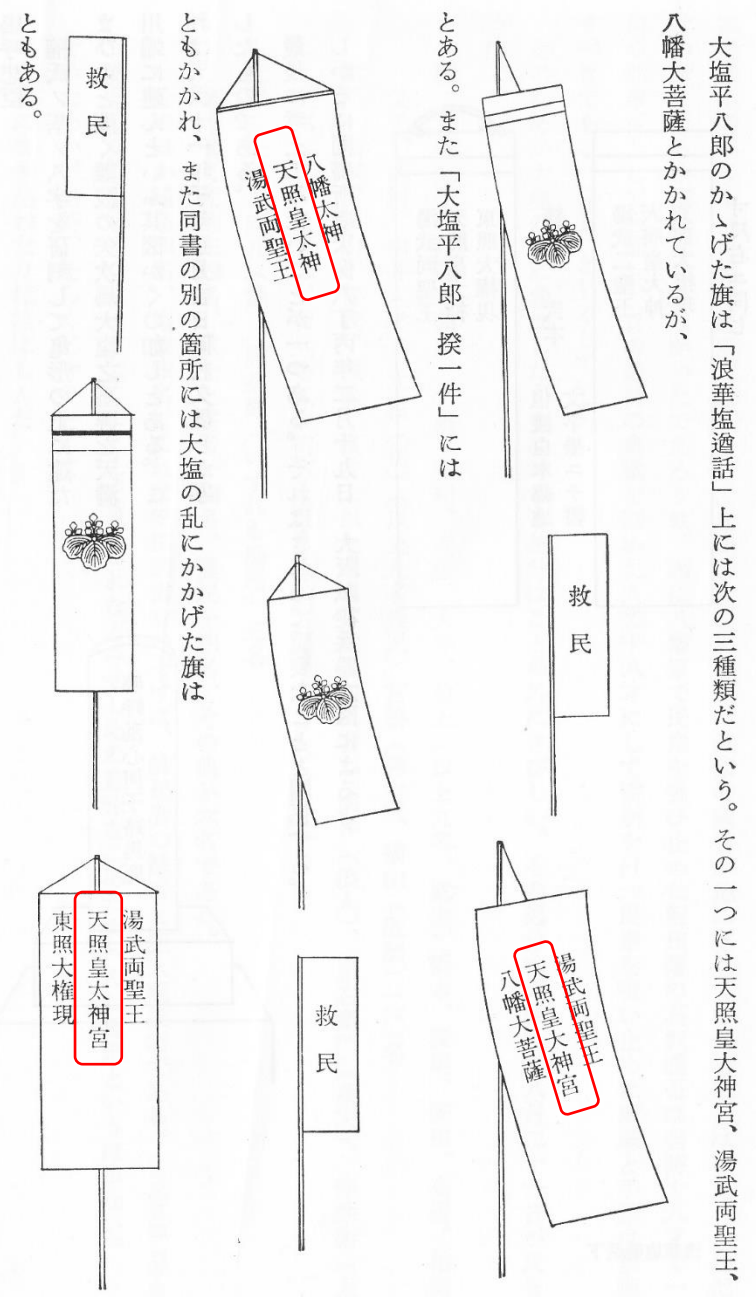 大塩平八郎のかゝげた旗は「浪華塩遒話」上には次の三種類だという。その一つには天照皇大神宮、湯武両聖王、
八幡大菩薩とかかれているが、
救民
湯武両聖王
天照皇大神宮
八幡大菩薩
とある。また「大塩平八郎 揆一件」には
八幡太神
天照皇太神
湯武両聖王
救民
ともかかれ、また同書の別の箇所には大塩の乱にかかげた旗は
救民
湯武両聖王
天照皇太神宮
東照大権現
ともある。